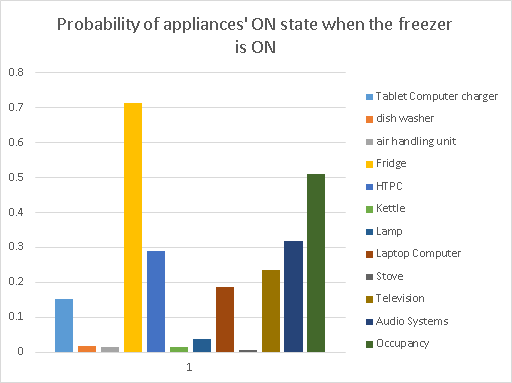 Probability of appliances' ON state when the freezer
is ON
0.8
0.7
0.6
0.5
0.4
0.3
0.2
0.1
0
1
Tablet Computer charger
dish washer
air handling unit
Fridge
HTPC
Kettle
Lamp
Laptop Computer
Stove
Television
Audio Systems
Occupancy